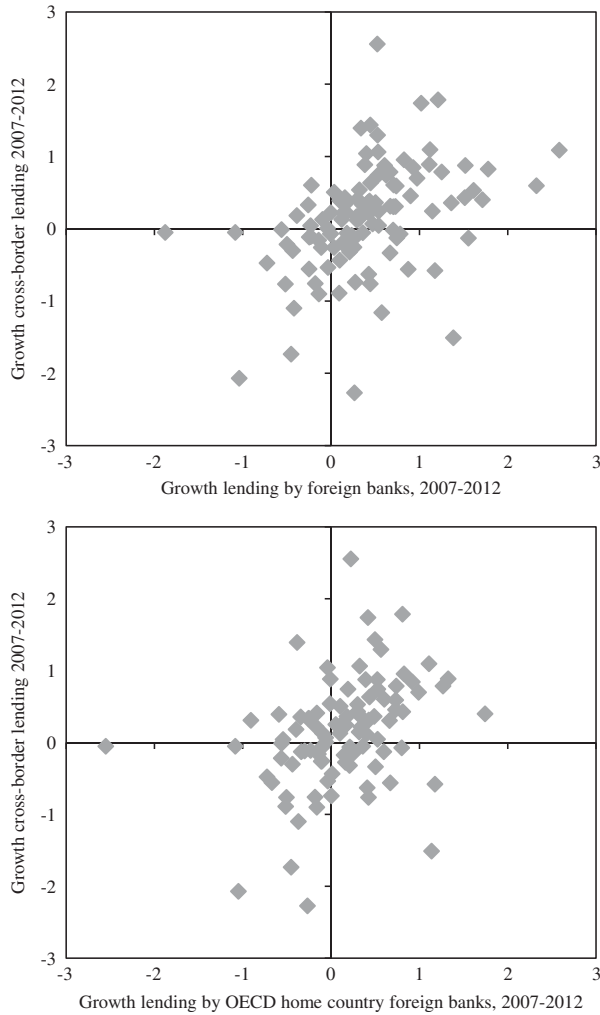 3
2
1
0
-1
-2
-3
-3 -2 -1 0 1 2 3
Growth cross-border lending 2007-2012
Growth lending by foreign banks, 2007-2012
3
2
1
0
-1
-2
-3
-3 -2 -1 0 1 2 3
Growth cross-border lending 2007-2012
Growth lending by OECD home country foreign banks, 2007-2012